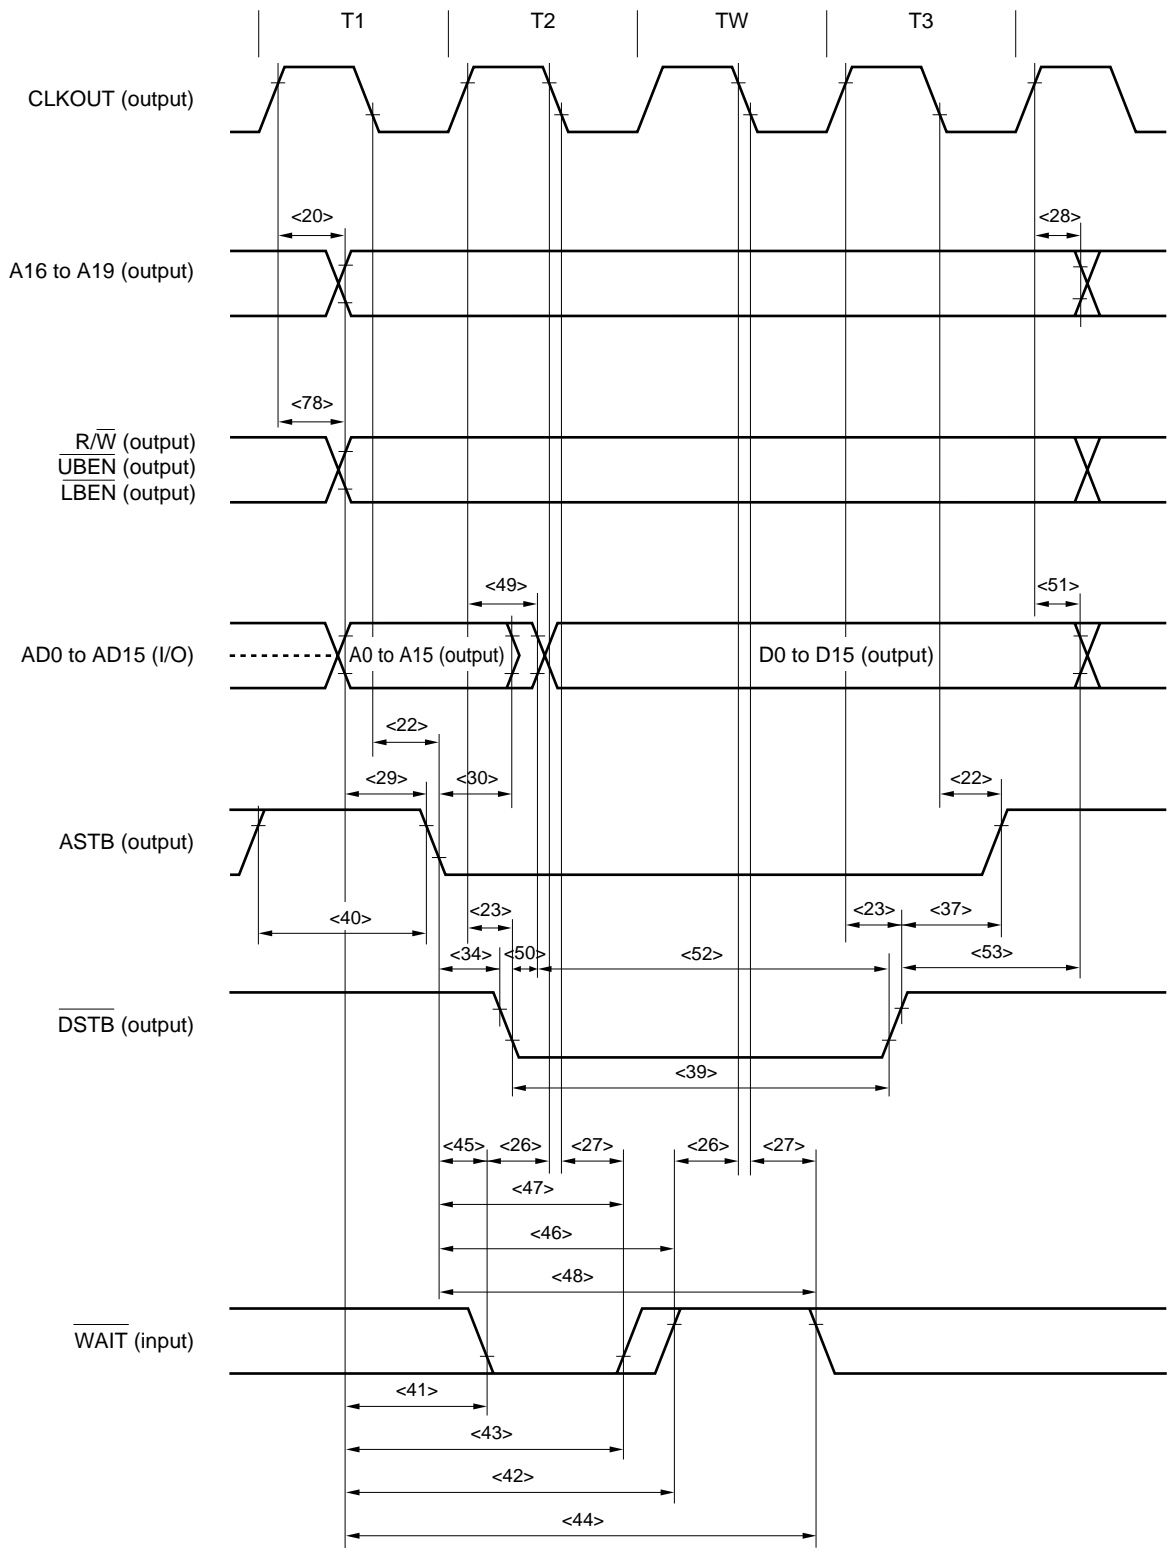 T1 T2 TW T3
CLKOUT (output)
<20> <28>
A16 to A19 (output)
<78>
R/W (output)
UBEN (output)
LBEN (output)
<49> <51>
AD0 to AD15 (I/O) A0 to A15 (output) D0 to D15 (output)
<22>
<29> <30> <22>
ASTB (output)
<23> <23> <37>
<40>
<34> <50> <52> <53>
DSTB (output)
<39>
<45> <26> <27> <26> <27>
<47>
<46>
<48>
WAIT (input)
<41>
<43>
<42>
<44>